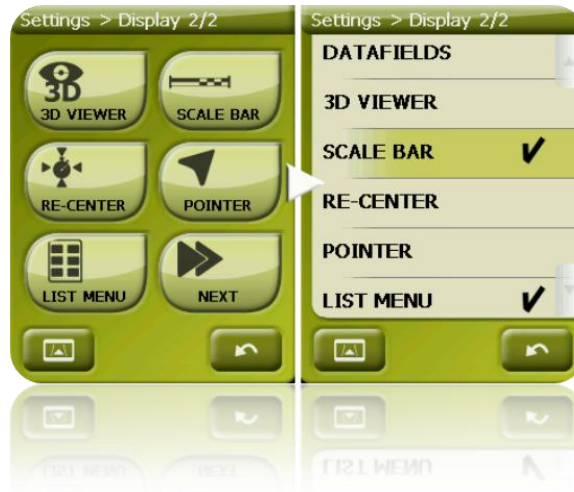 Settings > Display 2/2
3D
3D VIEWER
SCALE BAR
RE-CENTER
POINTER
LIST MENU
NEXT
Settings > Display 2/2
DATAFIELDS
3D VIEWER
SCALE BAR
RE-CENTER
POINTER
LIST MENU